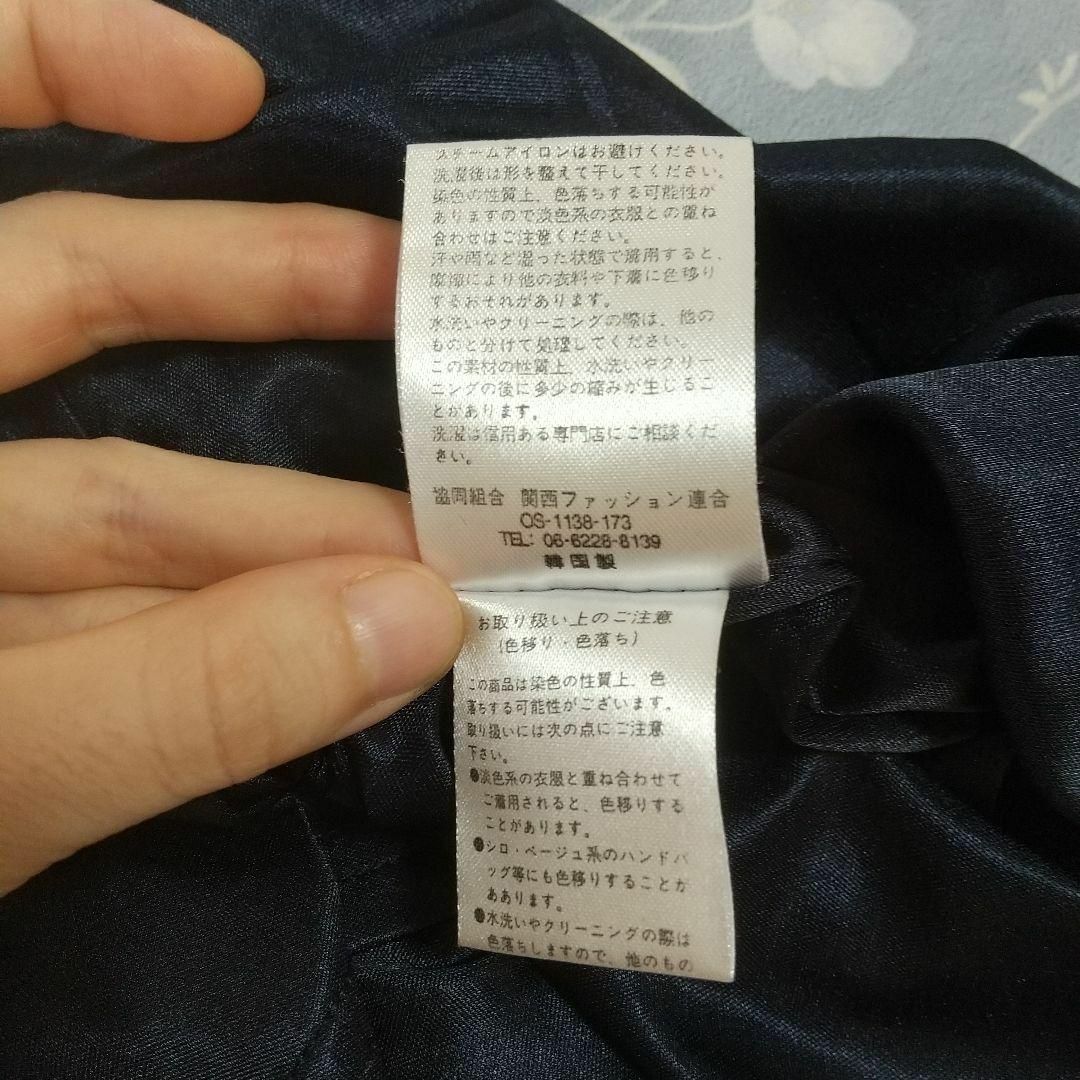 スチームアイロンはお避けください。
洗濯後は形を整えて干してください。
染色の性質上、色落ちする可能性が
ありますので淡色系の衣服との重ね
合わせはご注意ください。
汗や雨など湿った状態で着用すると、
摩擦により他の衣料や下着に色移り
するおそれがあります。
水洗いやクリーニングの際は、他の
ものと分けて処理してください。
この素材の性質上、水洗いやクリー
ニングの後に多少の縮みが生じるこ
とがあります。
洗濯は信用ある専門店にご相談くだ
さい。
協同組合 関西ファッション連合
OS-1138-173
TEL: 06-6228-8139
韓国製
お取り扱い上のご注意
(色移り・色落ち)
この商品は染色の性質上、色
落ちする可能性がございます。
取り扱いには次の点にご注意
下さい。
●淡色系の衣服と重ね合わせて
ご着用されると、色移りする
ことがあります。
●シロ・ベージュ系のハンドバ
ッグ等にも色移りすることが
ああります。
●水洗いやクリーニングの際は
色落ちしますので、他のもの